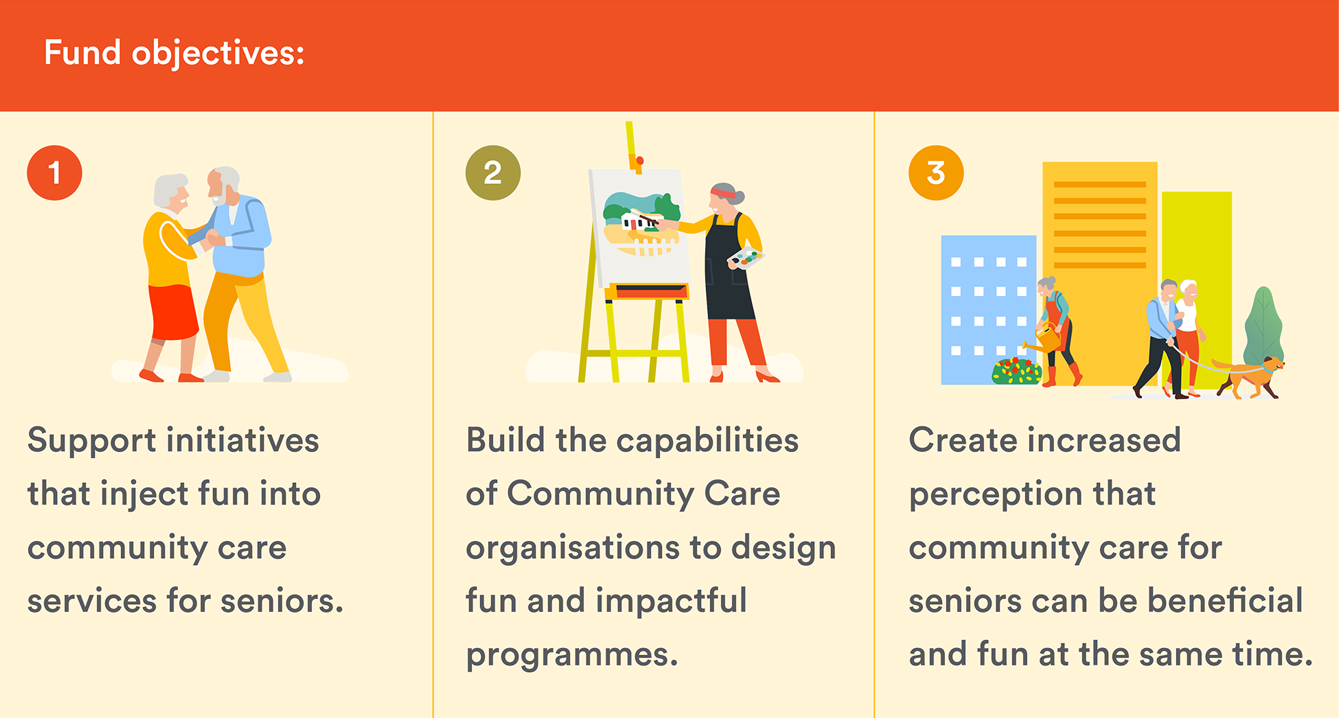 Fund objectives:
1
Support initiatives
that inject fun into
community care
services for seniors.
2
Build the capabilities
of Community Care
organisations to design
fun and impactful
programmes.
3
Create increased
perception that
community care for
seniors can be beneficial
and fun at the same time.